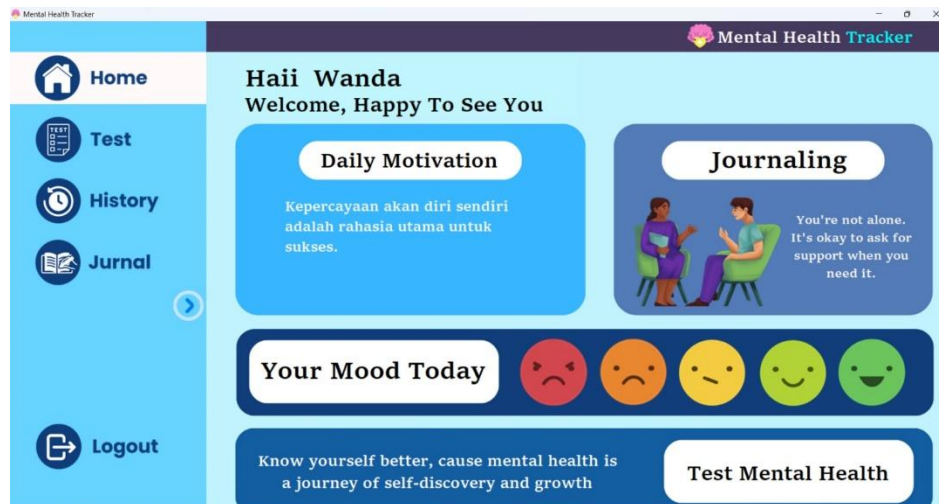 Mental Health Tracker
Mental Health Tracker
Home
Test
History
Jurnal
Logout
Haii Wanda
Welcome, Happy To See You
Daily Motivation
Kepercayaan akan diri sendiri
adalah rahasia utama untuk
sukses.
Journaling
You're not alone.
It's okay to ask for
support when you
need it.
Your Mood Today
Know yourself better, cause mental health is
a journey of self-discovery and growth
Test Mental Health
TEST